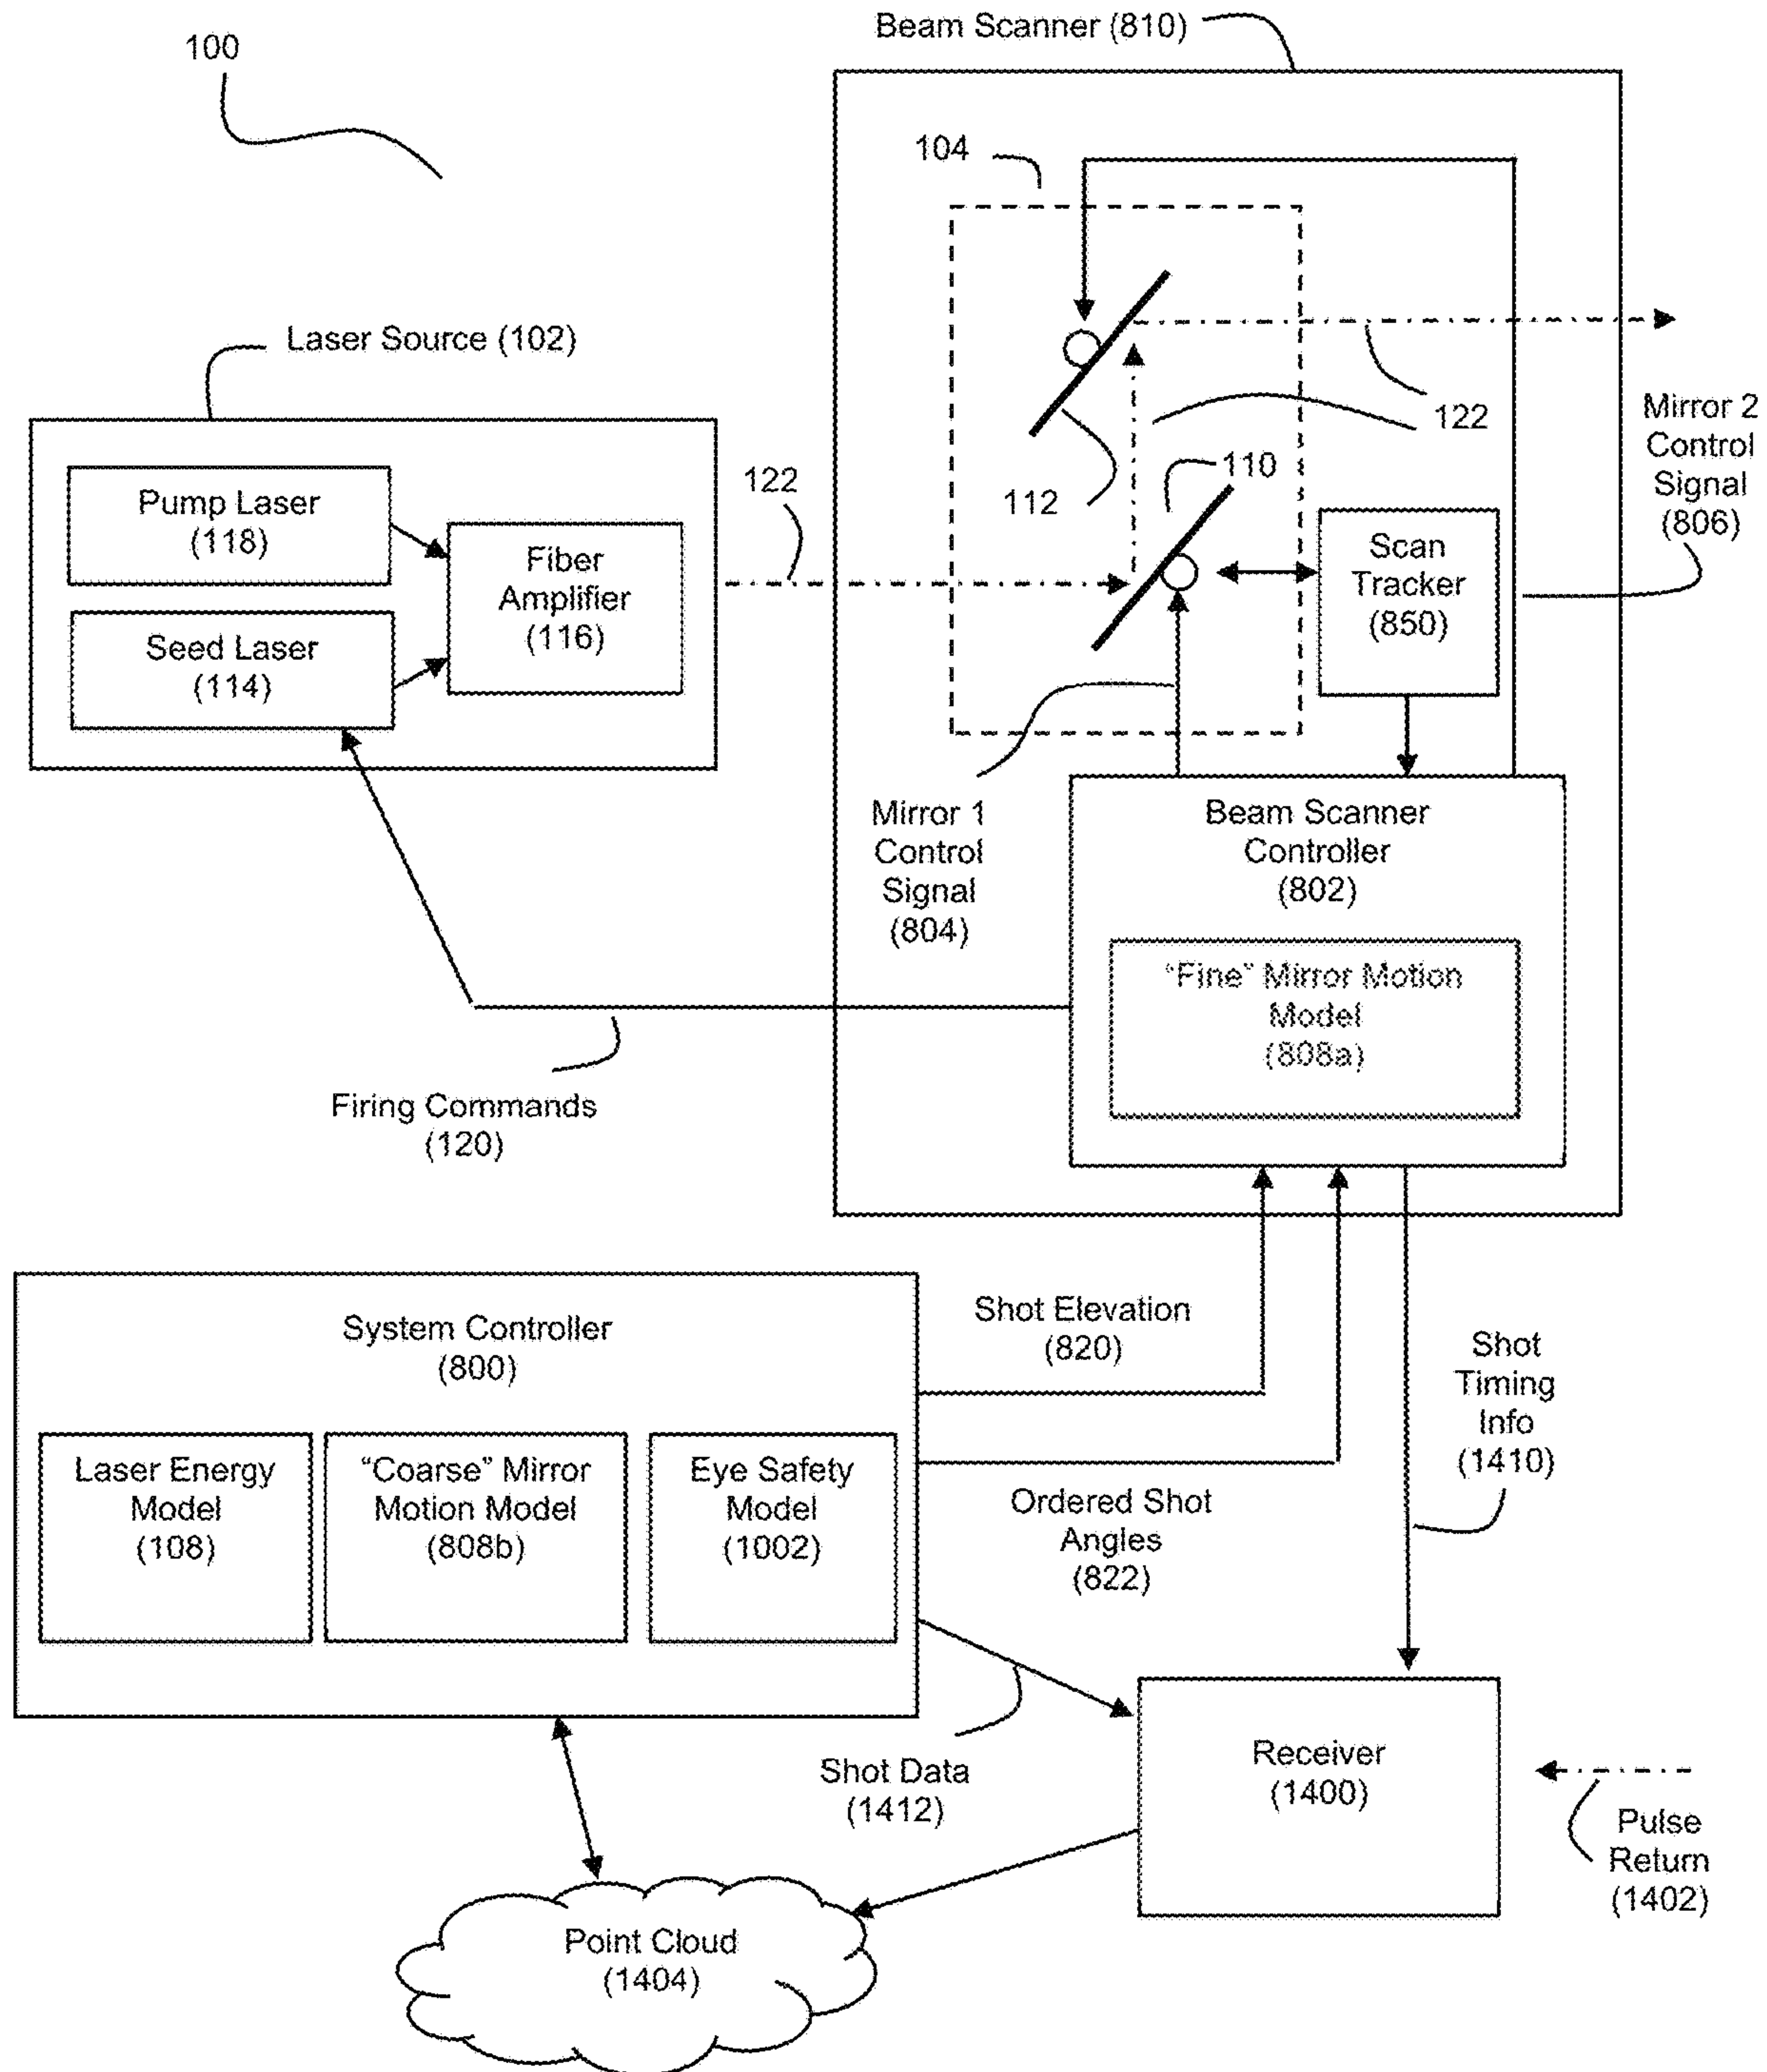 Beam Scanner (810)
100
104
Laser Source (102)
Pump Laser
(118)
Seed Laser
(114)
Fiber
Amplifier
(116)
122
112
110
122
Mirror 2
Control
Signal
(806)
Scan
Tracker
(850)
Mirror 1
Control
Signal
(804)
Beam Scanner
Controller
(802)
“Fine” Mirror Motion
Model
(808a)
Firing Commands
(120)
System Controller
(800)
Laser Energy
Model
(108)
“Coarse” Mirror
Motion Model
(808b)
Eye Safety
Model
(1002)
Shot Elevation
(820)
Ordered Shot
Angles
(822)
Shot
Timing
Info
(1410)
Shot Data
(1412)
Receiver
(1400)
Pulse
Return
(1402)
Point Cloud
(1404)